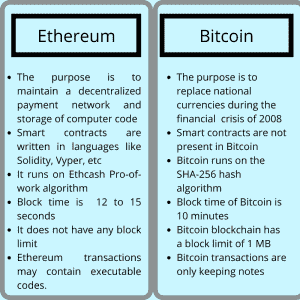 Ethereum
The purpose is to
maintain a decentralized
payment network and
storage of computer code
Smart contracts are
written in languages like
Solidity, Vyper, etc
It runs on Ethcash Pro-of-
work algorithm
Block time is 12 to 15
seconds
It does not have any block
limit
Ethereum transactions
may contain executable
codes.
Bitcoin
The purpose is to
replace national
currencies during the
financial crisis of 2008
Smart contracts are not
present in Bitcoin
Bitcoin runs on the
SHA-256 hash
algorithm
Block time of Bitcoin is
10 minutes
Bitcoin blockchain has
a block limit of 1 MB
Bitcoin transactions are
only keeping notes